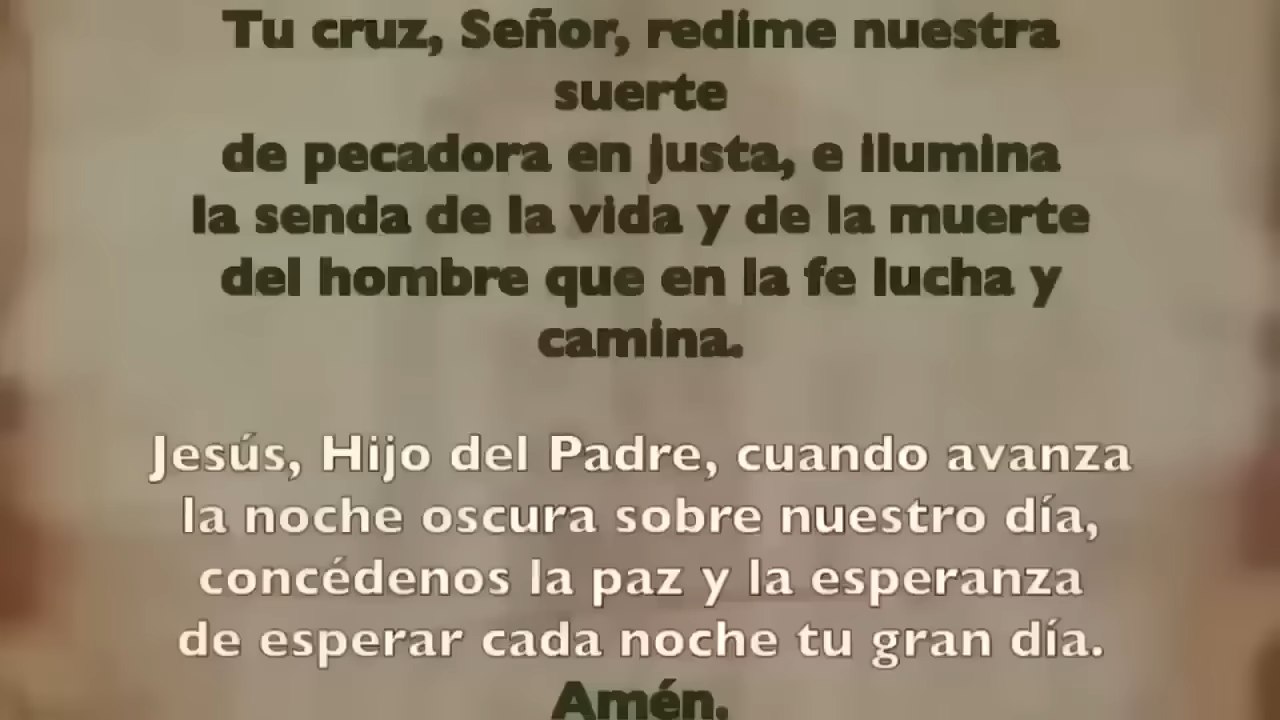 Tu cruz, Señor, redime nuestra
suerte
de pecadora en justa, e ilumina
la senda de la vida y de la muerte
del hombre que en la fe lucha y
camina.
Jesús, Hijo del Padre, cuando avanza
la noche oscura sobre nuestro día,
concédenos la paz y la esperanza
de esperar cada noche tu gran día.
Amén.